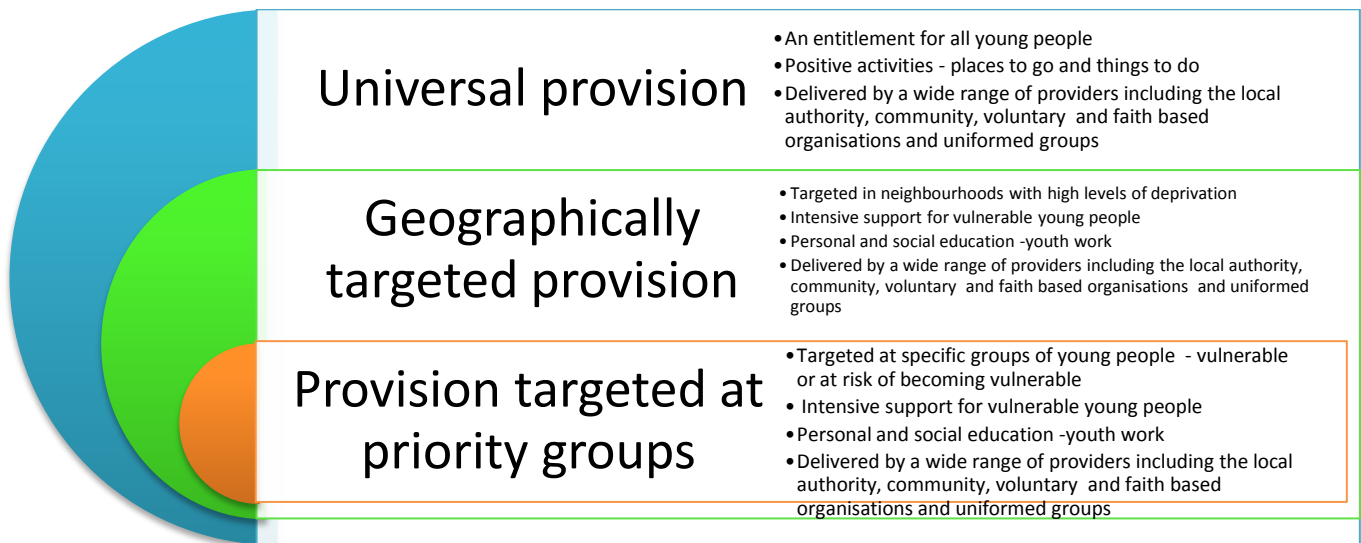 Universal provision
•An entitlement for all young people
•Positive activities - places to go and things to do
•Delivered by a wide range of providers including the local
authority, community, voluntary and faith based
organisations and uniformed groups
Geographically
targeted provision
•Targeted in neighbourhoods with high levels of deprivation
•Intensive support for vulnerable young people
•Personal and social education -youth work
•Delivered by a wide range of providers including the local authority,
community, voluntary and faith based organisations and uniformed
groups
Provision targeted at
priority groups
•Targeted at specific groups of young people - vulnerable
or at risk of becoming vulnerable
• Intensive support for vulnerable young people
•Personal and social education -youth work
•Delivered by a wide range of providers including the local
authority, community, voluntary and faith based
organisations and uniformed groups